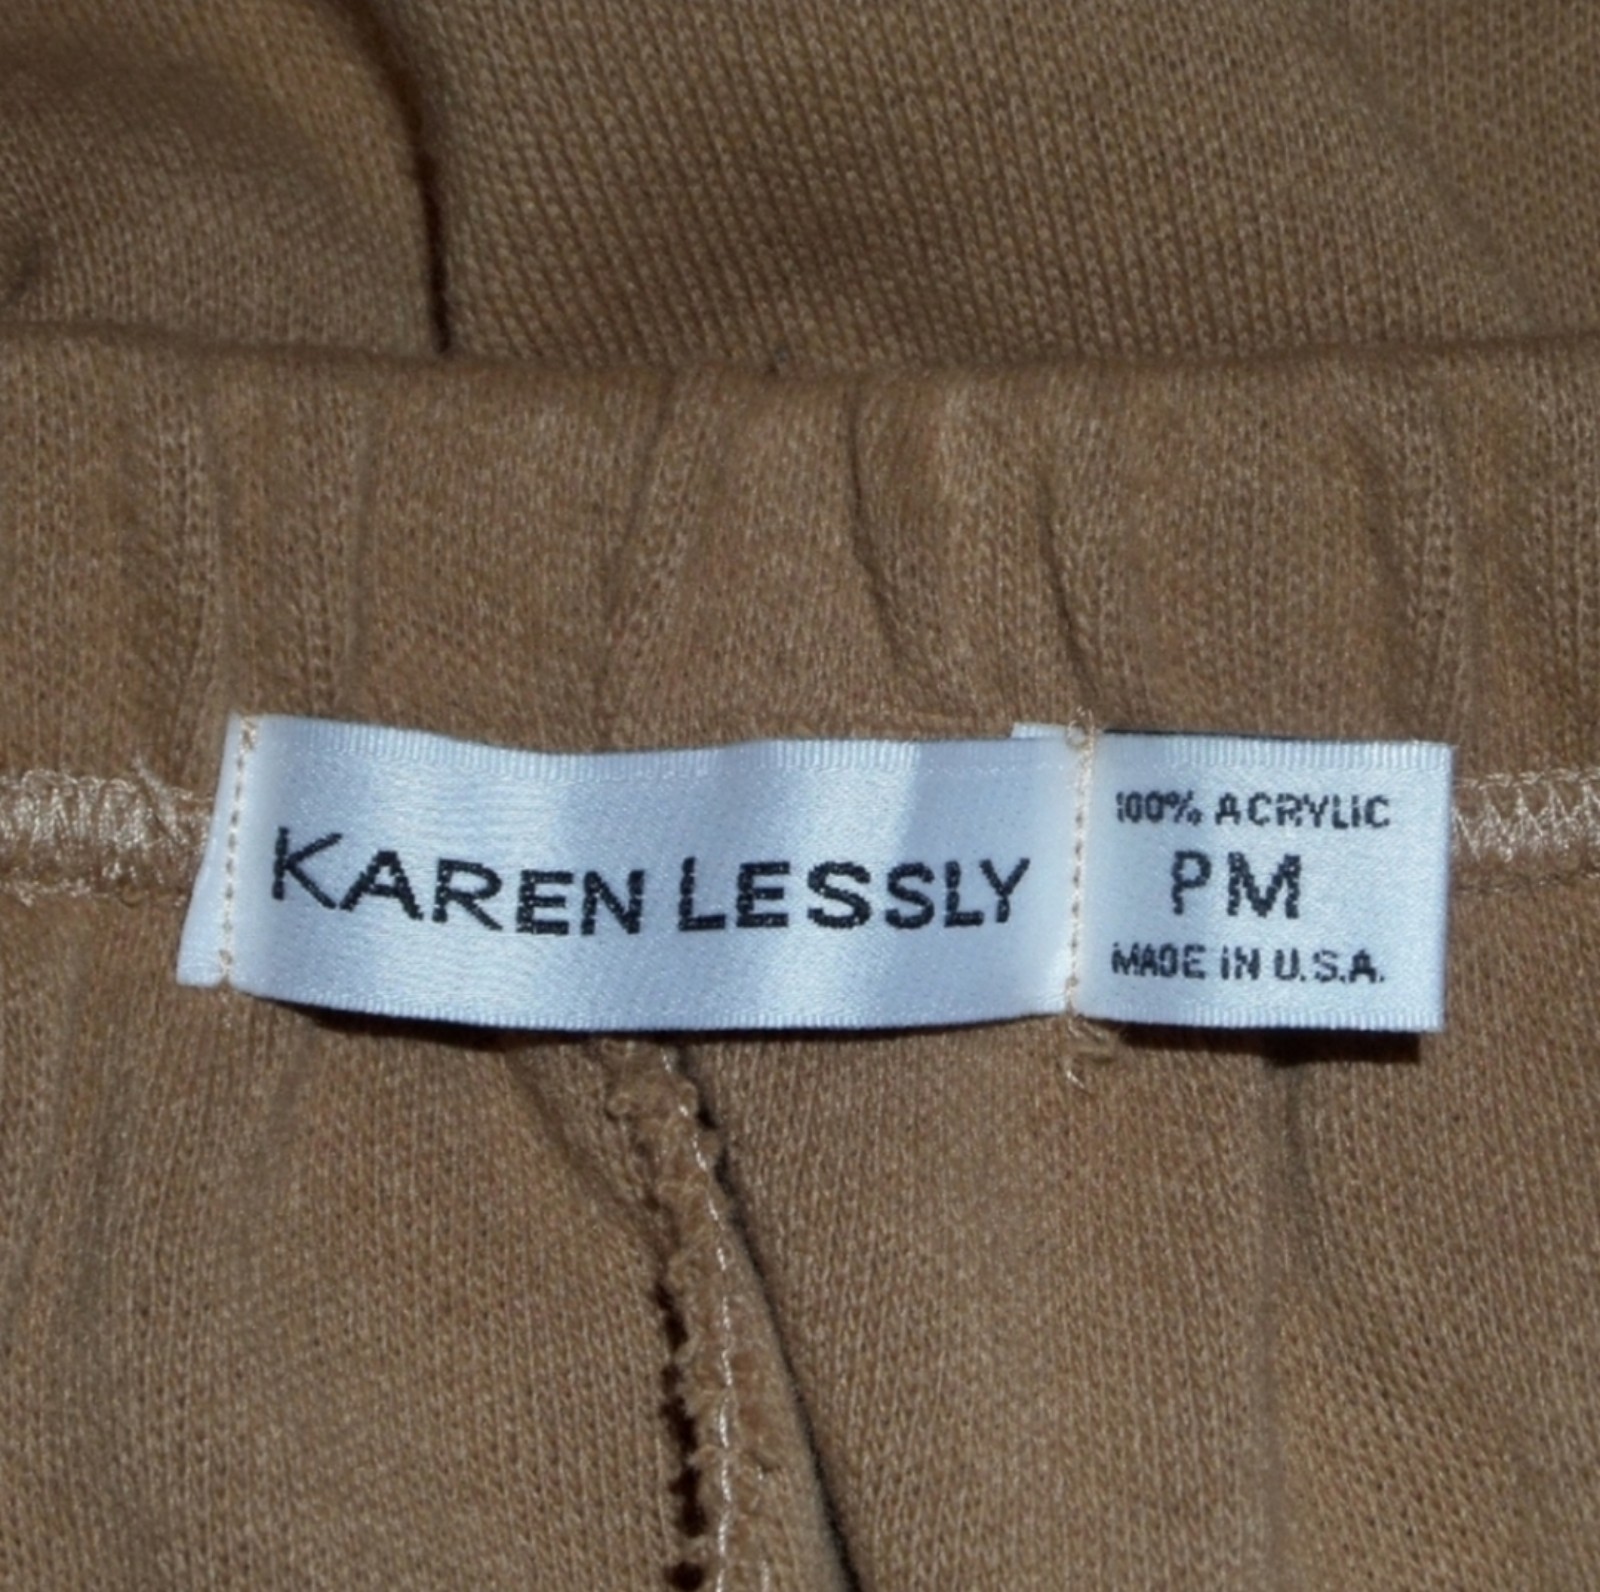 KAREN LESSLY
100% ACRYLIC
PM
MADE IN U.S.A.